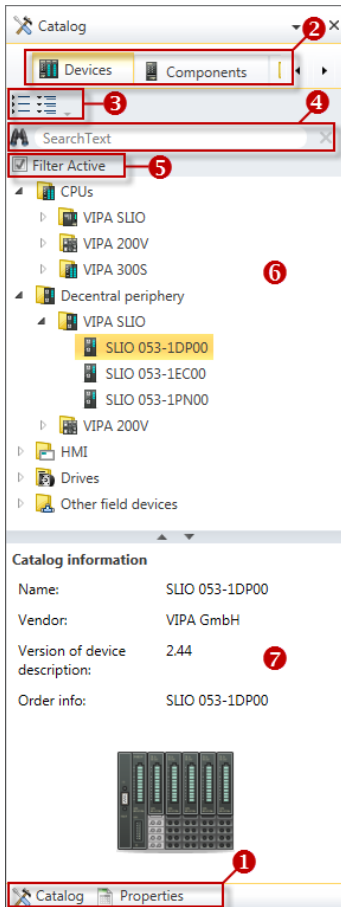 Catalog
2
Devices Components
3
4
SearchText
Filter Active 5
CPUs
VIPA SLIO
VIPA 200V
VIPA 300S 6
Decentral periphery
VIPA SLIO
SLIO 053-1DP00
SLIO 053-1EC00
SLIO 053-1PN00
VIPA 200V
HMI
Drives
Other field devices
Catalog information
Name: SLIO 053-1DP00
Vendor: VIPA GmbH
Version of device 2.44
description: 7
Order info: SLIO 053-1DP00
1
Catalog Properties